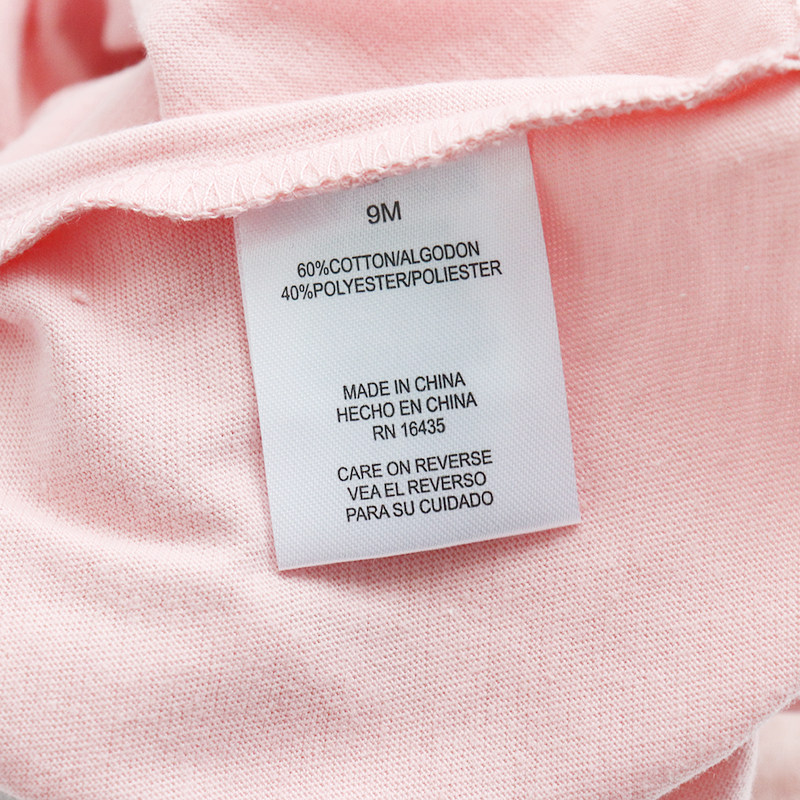 9M
60%COTTON/ALGODON
40%POLYESTER/POLIESTER
MADE IN CHINA
HECHO EN CHINA
RN 16435
CARE ON REVERSE
VEA EL REVERSO
PARA SU CUIDADO